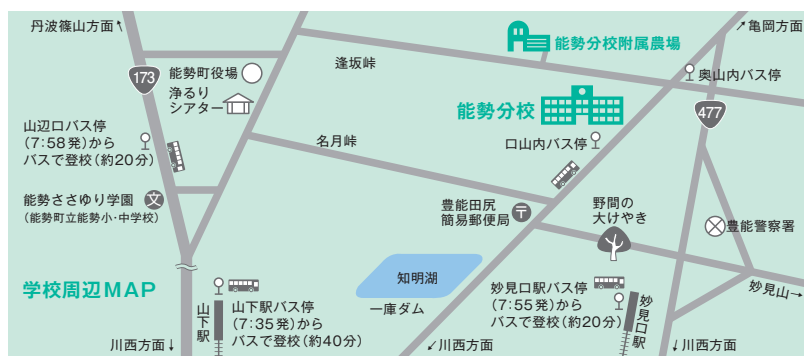 丹波篠山方面↖
173
能勢町役場
浄るり
シアター
山辺口バス停
(7:58発)から
バスで登校(約20分)
能勢ささゆり学園
(能勢町立能勢小・中学校)
文
学校周辺MAP
川西方面↓
山下駅
山下駅バス停
(7:35発)から
バスで登校(約40分)
逢坂峠
名月峠
知明湖
一庫ダム
↙川西方面
能勢分校附属農場
能勢分校
口山内バス停
奥山内バス停
↗亀岡方面
477
豊能田尻
簡易郵便局
〒
野間の
大けやき
豊能警察署
妙見山→
妙見口駅バス停
(7:55発)から
バスで登校(約20分)
妙見口駅
↓川西方面